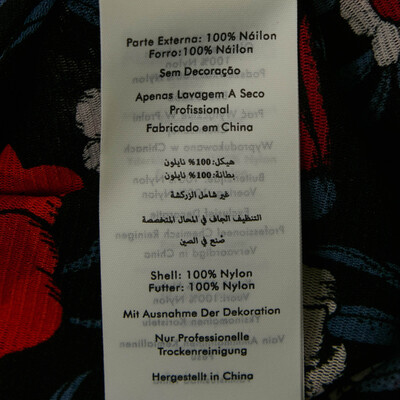 Parte Externa: 100% Náilon
Forro:100% Náilon
Sem Decoração
Apenas Lavagem A Seco
Profissional
Fabricado em China
هيكل: 100% نايلون
بطانة: 100% نايلون
غير شامل الزركشة
التنظيف الجاف في المحال المتخصصة
صنع في الصين
Shell: 100% Nylon
Futter: 100% Nylon
Mit Ausnahme Der Dekoration
Nur Professionelle
Trockenreinigung
Hergestellt in China